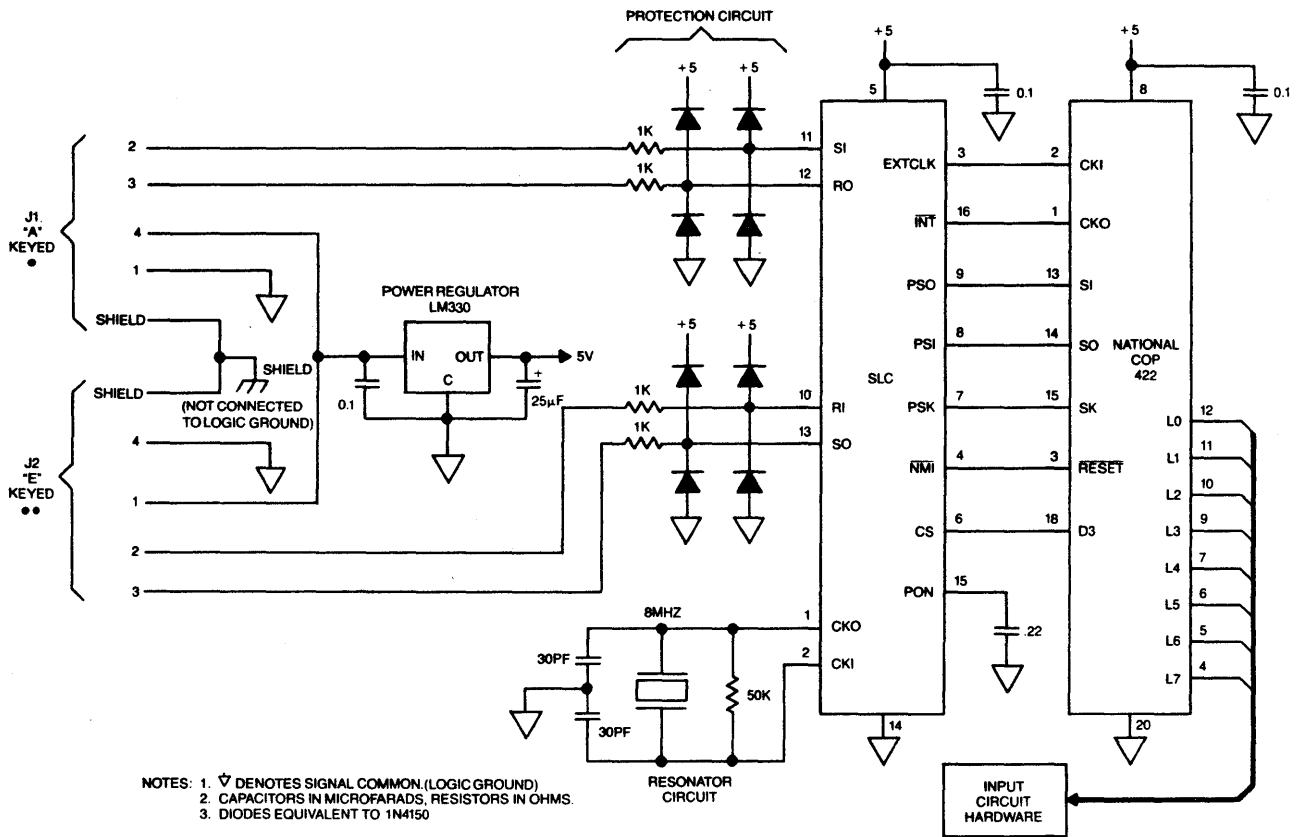 PROTECTION CIRCUIT
+5
+5
+5
+5
5
0.1
8
0.1
J1.
"A"
KEYED
●
2
3
4
1
SHIELD
1K
1K
11
12
SI
RO
EXTCLK
3
2
CKI
INT
16
1
CKO
PSO
9
13
SI
PSI
8
14
SO
NATIONAL
COP
422
SLC
PSK
7
15
SK
NMI
4
3
RESET
CS
6
18
D3
PON
15
.22
POWER REGULATOR
LM330
IN
OUT
C
5V
0.1
+
25µF
SHIELD
(NOT CONNECTED
TO LOGIC GROUND)
J2
"E"
KEYED
●●
SHIELD
4
1
2
3
+5
+5
1K
1K
10
13
RI
SO
L0
12
L1
11
L2
10
L3
9
L4
7
L5
6
L6
5
L7
4
8MHZ
30PF
30PF
50K
1
CKO
2
CKI
14
20
RESONATOR
CIRCUIT
INPUT
CIRCUIT
HARDWARE
NOTES: 1. ▽ DENOTES SIGNAL COMMON.(LOGIC GROUND)
2. CAPACITORS IN MICROFARADS, RESISTORS IN OHMS.
3. DIODES EQUIVALENT TO 1N4150